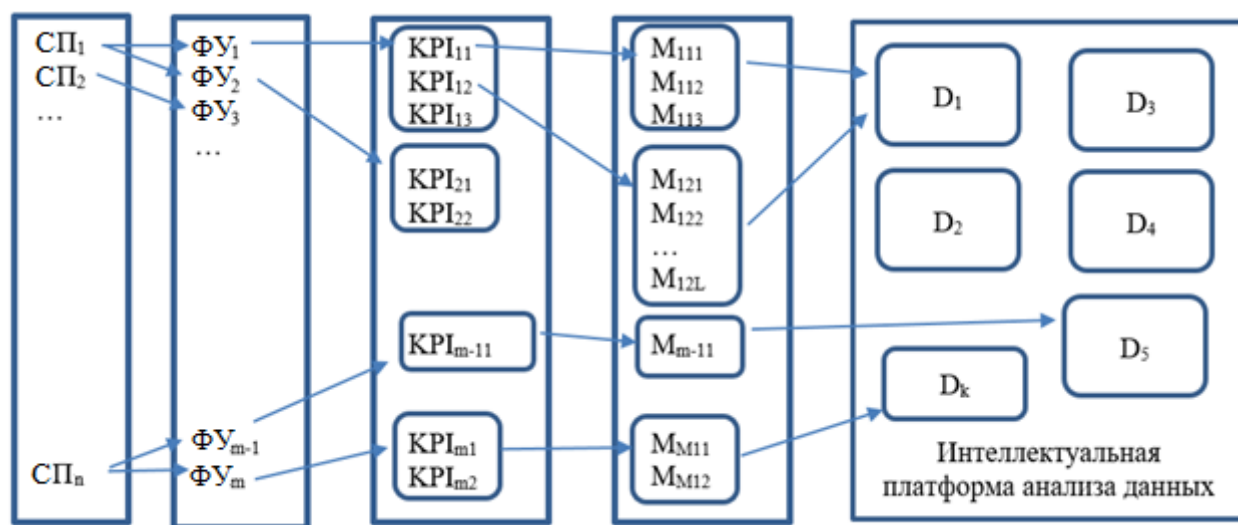 СП₁
СП₂
…
СПₙ
ФУ₁
ФУ₂
ФУ₃
…
ФУₘ₋₁
ФУₘ
KPI₁₁
KPI₁₂
KPI₁₃
KPI₂₁
KPI₂₂
KPIₘ₋₁₁
KPIₘ₁
KPIₘ₂
M₁₁₁
M₁₁₂
M₁₁₃
M₁₂₁
M₁₂₂
…
M₁₂L
Mₘ₋₁₁
MM₁₁
MM₁₂
D₁
D₃
D₂
D₄
D₅
Dₖ
Интеллектуальная
платформа анализа данных